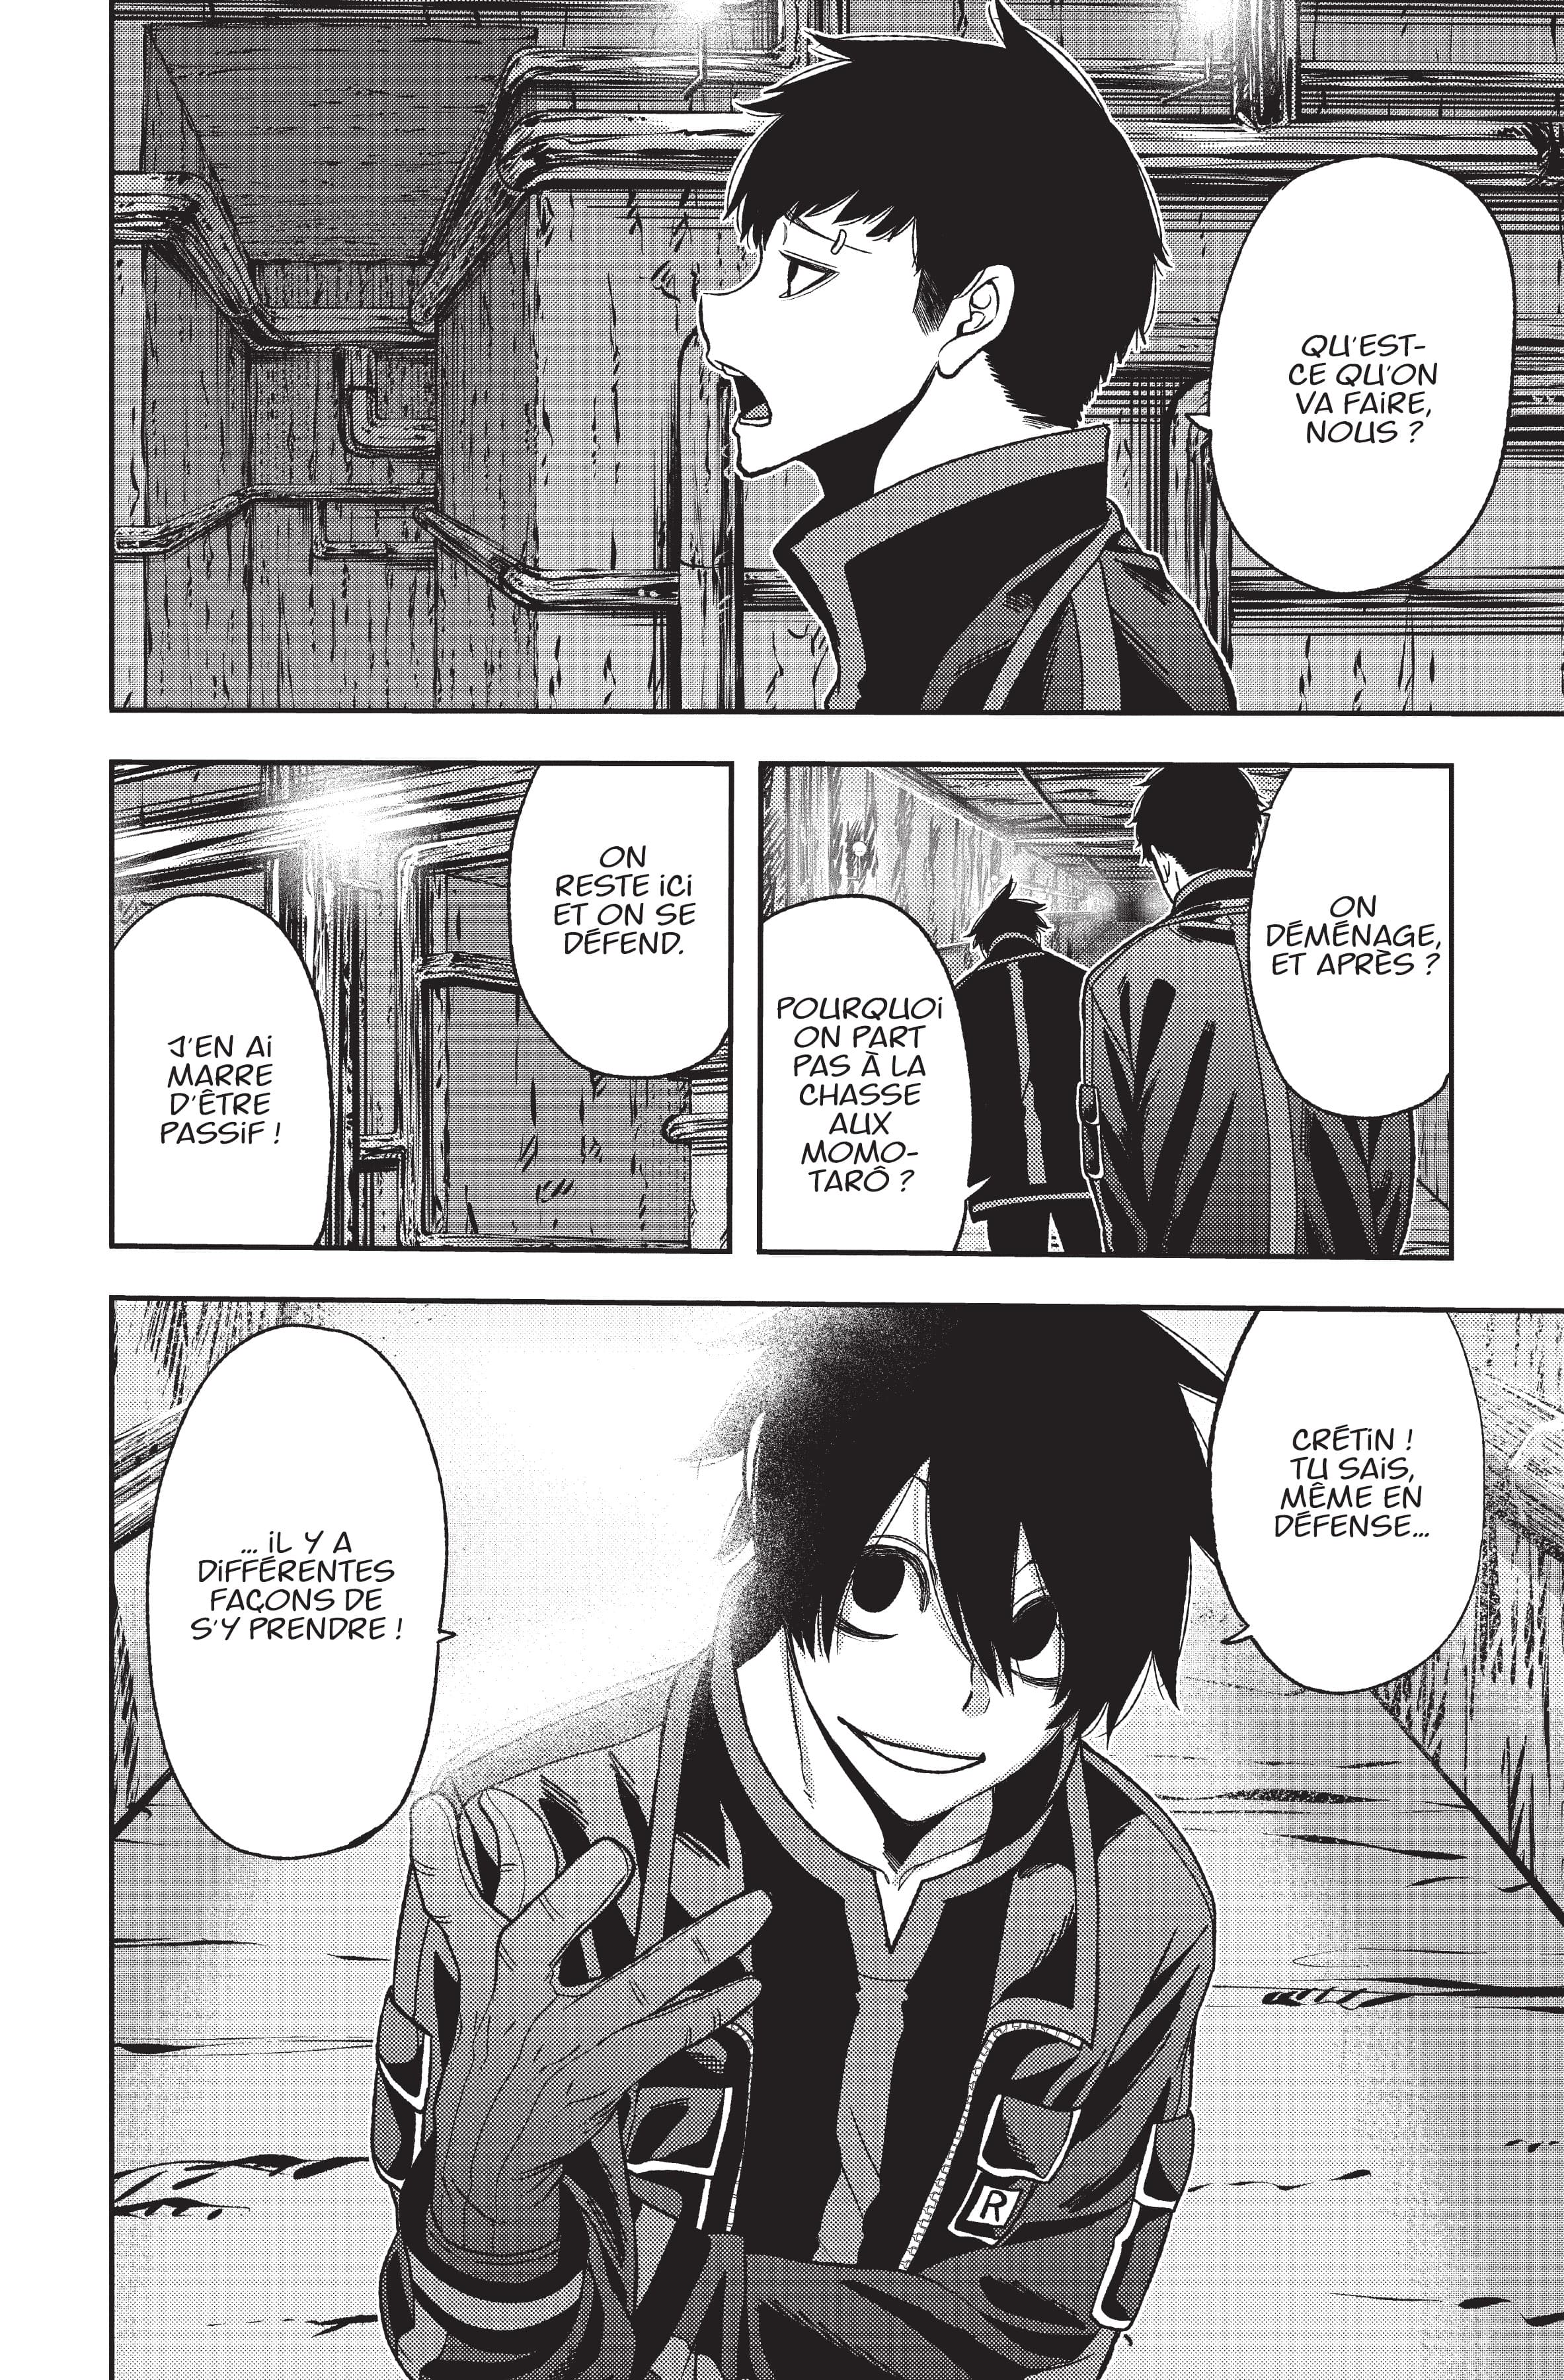 QU'EST-
CE QU'ON
VA FAIRE,
NOUS ?
ON
DÉMÉNAGE,
ET APRÈS ?
POURQUOI
ON PART
PAS À LA
CHASSE
AUX
MOMO-
TARÔ ?
ON
RESTE ICI
ET ON SE
DÉFEND.
J'EN AI
MARRE
D'ÊTRE
PASSIF !
CRÉTIN !
TU SAIS,
MÊME EN
DÉFENSE...
... IL Y A
DIFFÉRENTES
FAÇONS DE
S'Y PRENDRE !
R